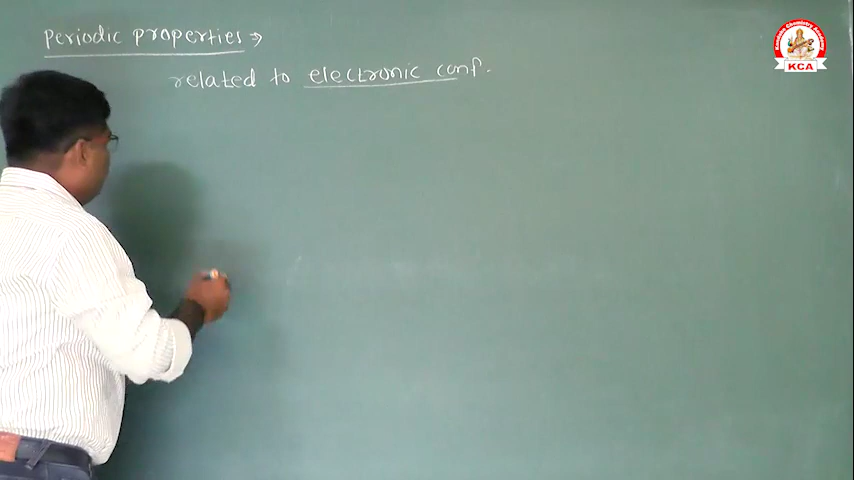 Periodic properties →
related to electronic conf.
KCA